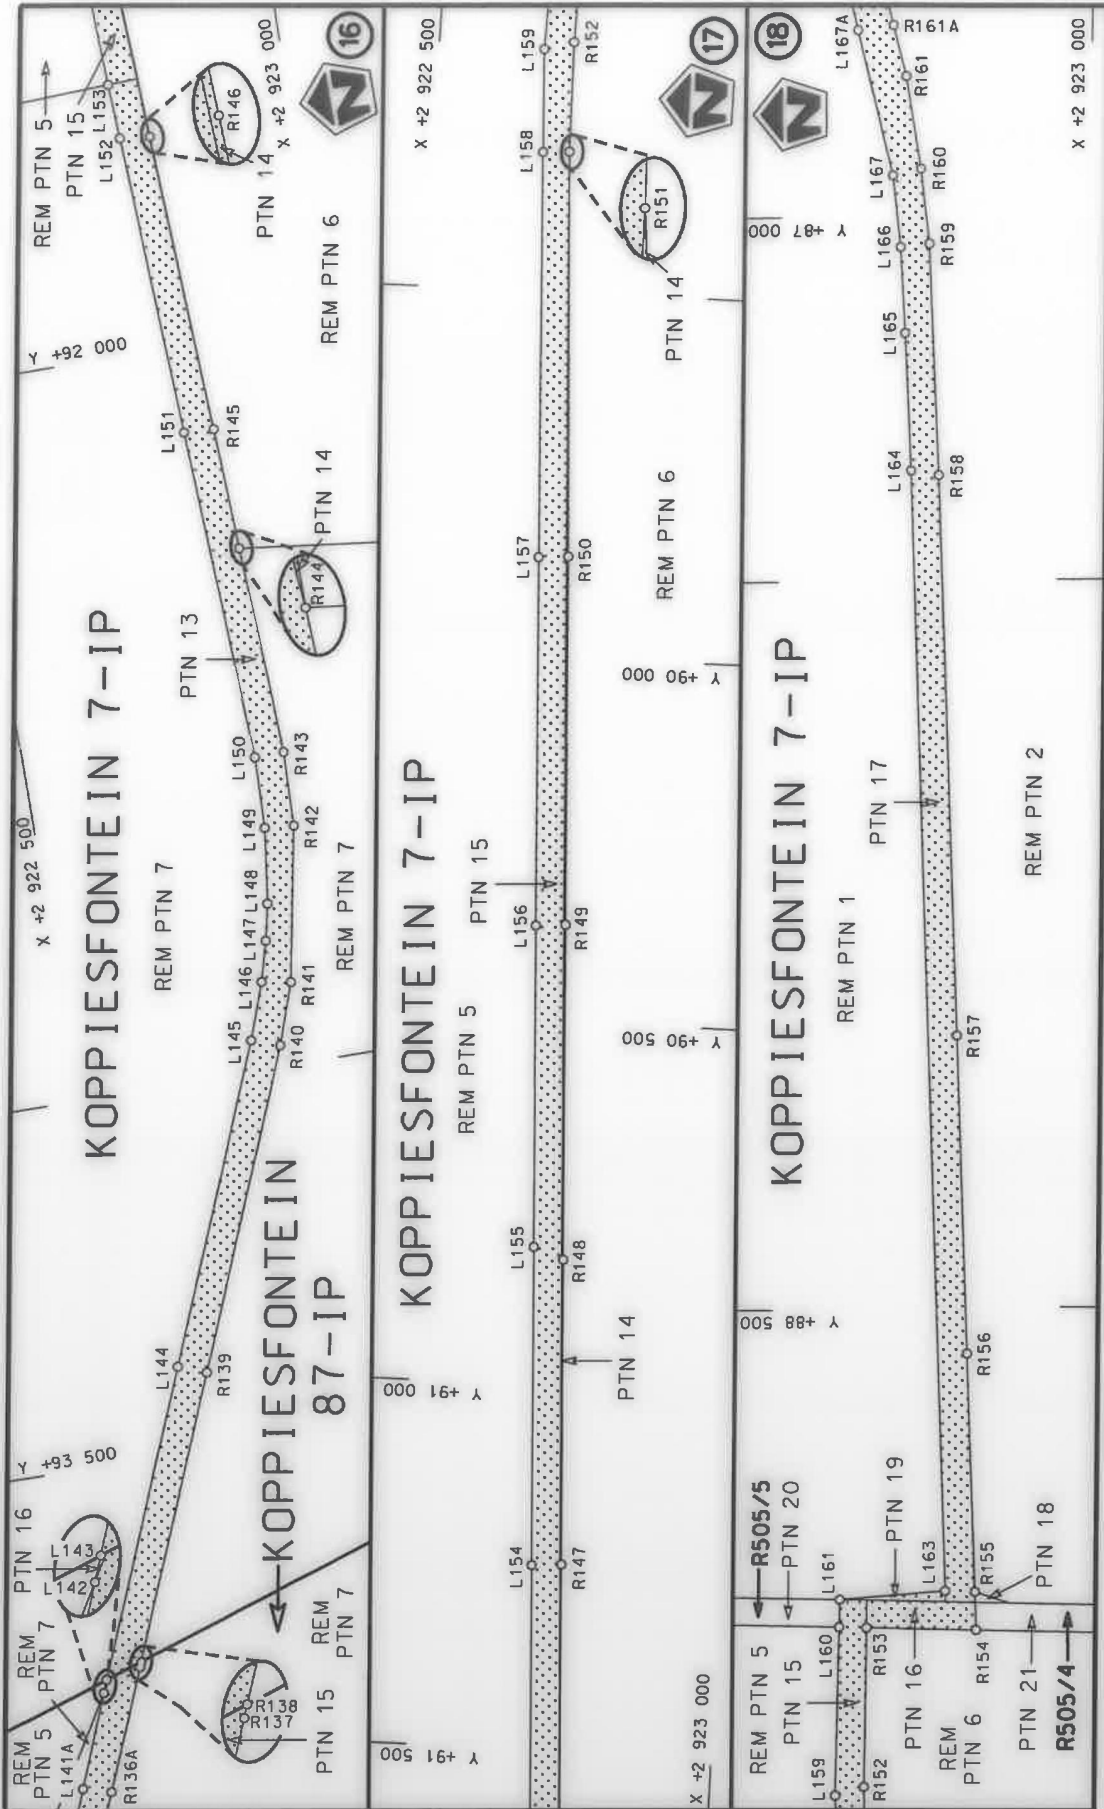 16
N
X +2 922 500
X +2 923 000
Y +92 000
Y +93 500
KOPPIESFONTEIN 7-IP
KOPPIESFONTEIN
87-IP
REM PTN 5
PTN 15
L153
L152
R146
PTN 14
REM PTN 6
L151
R145
PTN 14
R144
PTN 13
L150
R143
L149
R142
L148
L147
L146
R141
L145
R140
REM PTN 7
REM PTN 7
L144
R139
PTN 16
L143
L142
REM
PTN 7
REM
PTN 5
L141A
R136A
R138
R137
PTN 15
REM
PTN 7
17
N
X +2 922 500
X +2 923 000
Y +90 000
Y +90 500
Y +91 000
Y +91 500
KOPPIESFONTEIN 7-IP
REM PTN 5
PTN 15
L159
R152
L158
R151
PTN 14
REM PTN 6
L157
R150
L156
R149
L155
R148
PTN 14
L154
R147
18
N
X +2 923 000
Y +87 000
Y +88 500
KOPPIESFONTEIN 7-IP
L167A
R161A
R161
L167
R160
L166
R159
L165
L164
R158
PTN 17
REM PTN 1
REM PTN 2
R157
R156
R505/5
PTN 20
PTN 19
L161
L163
R155
PTN 18
L160
R153
R154
REM PTN 5
PTN 15
PTN 16
REM
PTN 6
PTN 21
R505/4
L159
R152